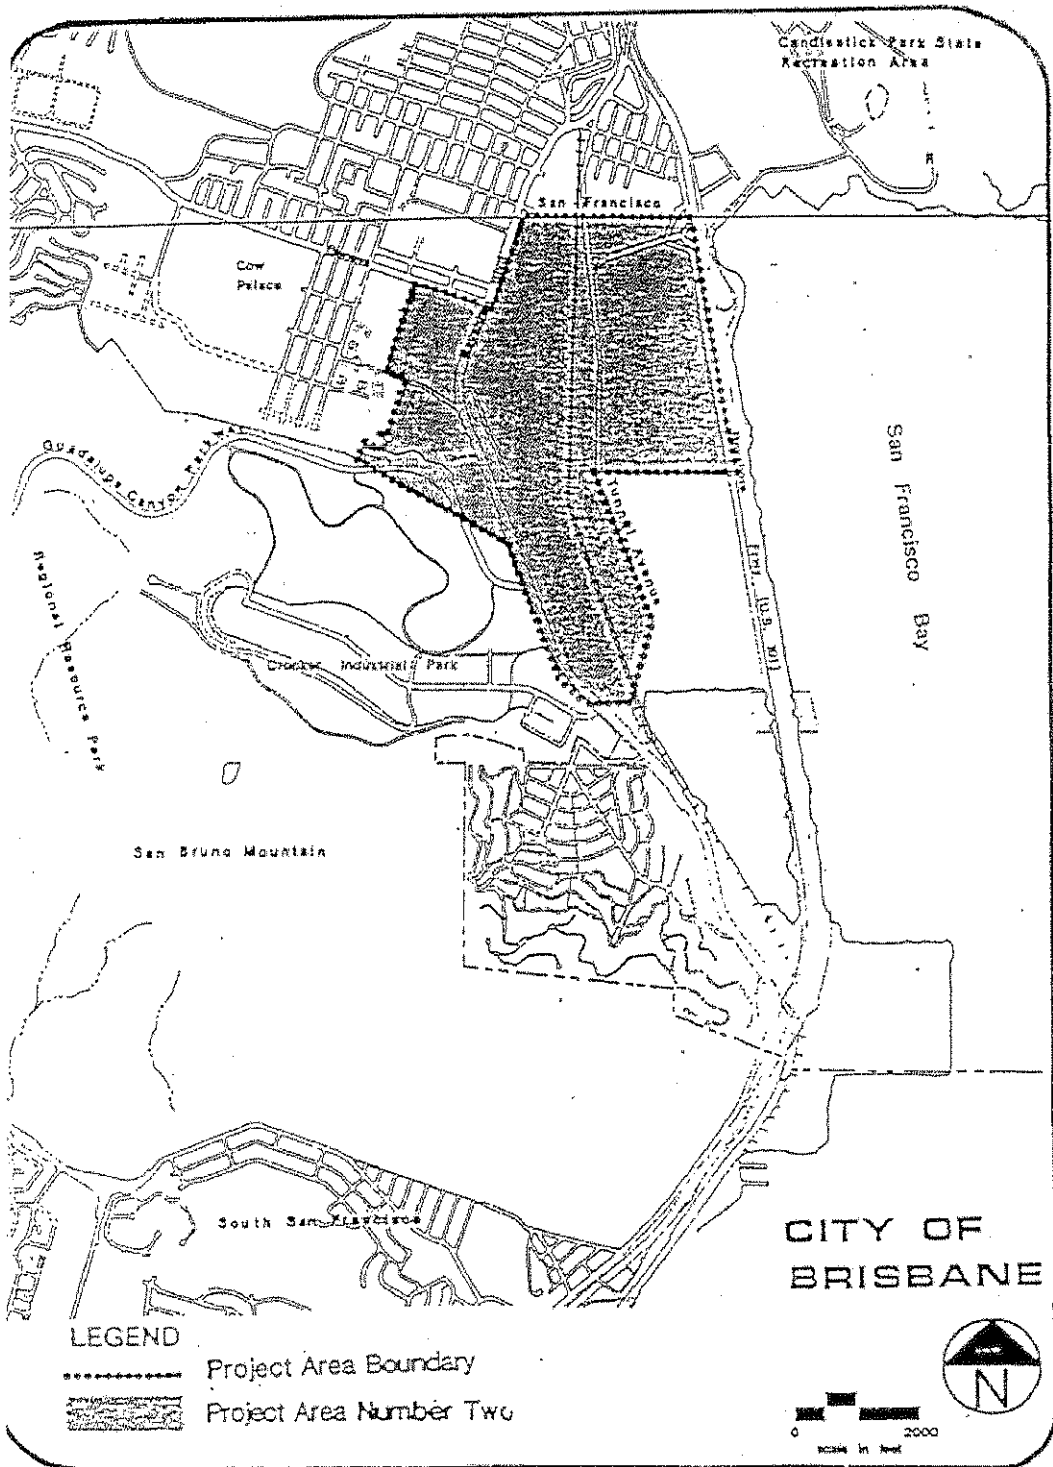 Candlestick Park State
Recreation Area
San Francisco
Cow
Palace
Guadalupe Canyon Parkway
Tunnel Avenue
(U.S. 101)
San Francisco Bay
Regional Resource Park
Crocker Industrial Park
San Bruno Mountain
South San Francisco
CITY OF
BRISBANE
LEGEND
Project Area Boundary
Project Area Number Two
N
0 2000
scale in feet